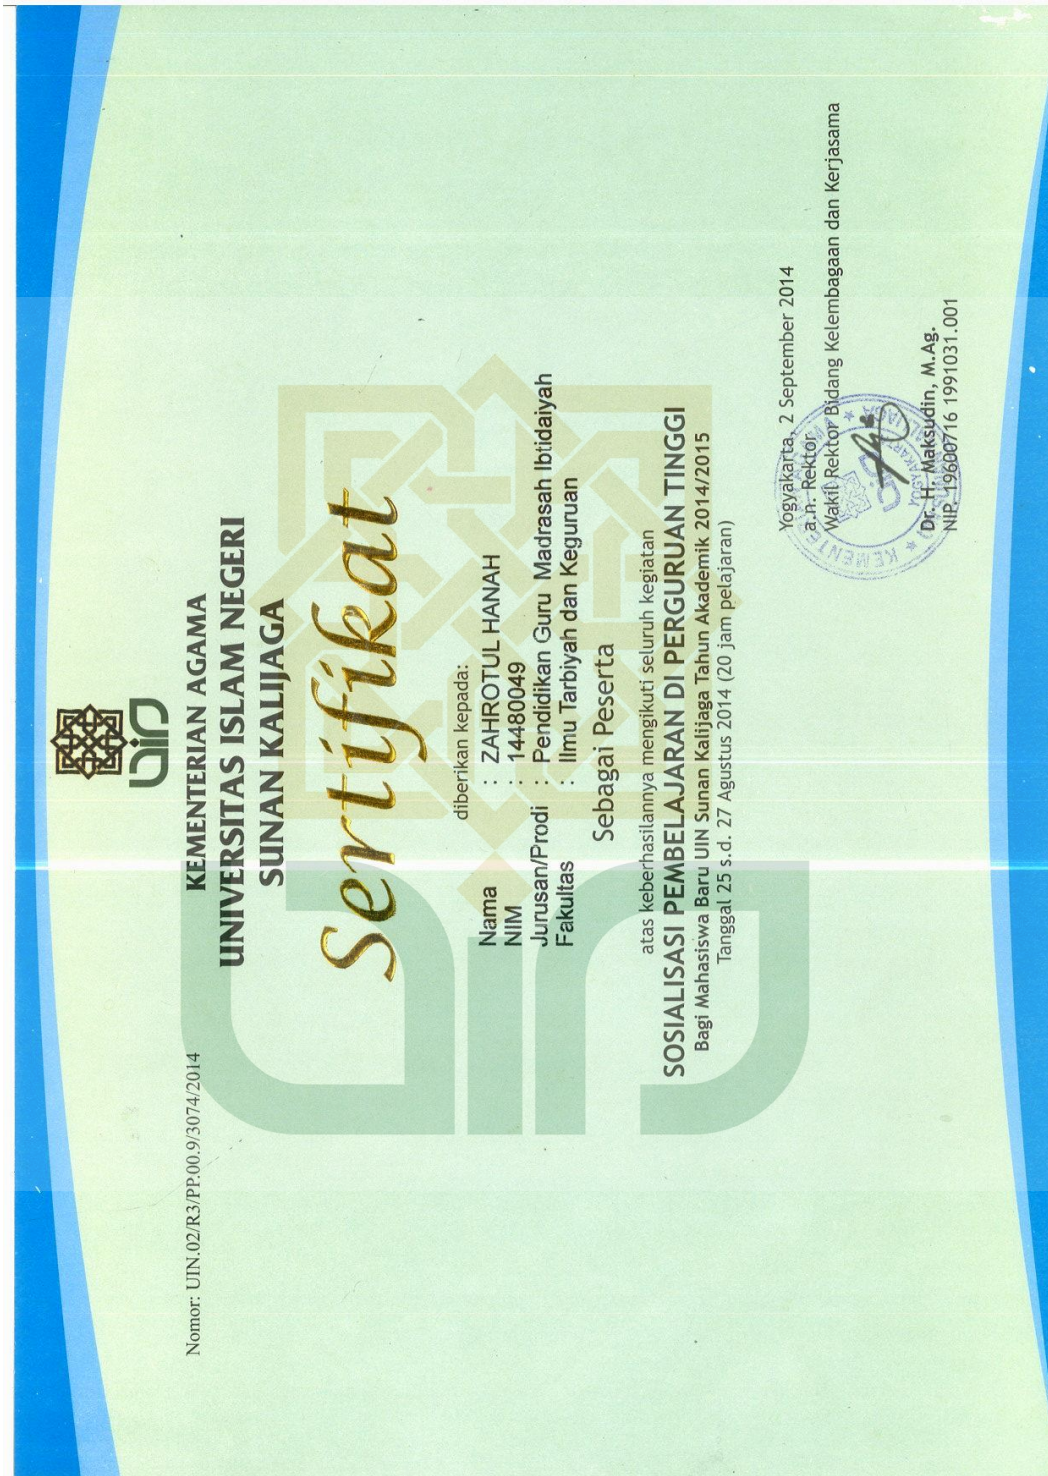 Nomor: UIN.02/R3/PP.00.9/3074/2014
uin
KEMENTERIAN AGAMA
UNIVERSITAS ISLAM NEGERI
SUNAN KALIJAGA
Sertifikat
diberikan kepada:
Nama : ZAHROTUL HANAH
NIM : 14480049
Jurusan/Prodi : Pendidikan Guru Madrasah Ibtidaiyah
Fakultas : Ilmu Tarbiyah dan Keguruan
Sebagai Peserta
atas keberhasilannya mengikuti seluruh kegiatan
SOSIALISASI PEMBELAJARAN DI PERGURUAN TINGGI
Bagi Mahasiswa Baru UIN Sunan Kalijaga Tahun Akademik 2014/2015
Tanggal 25 s.d. 27 Agustus 2014 (20 jam pelajaran)
Yogyakarta, 2 September 2014
a.n. Rektor
Wakil Rektor Bidang Kelembagaan dan Kerjasama
Dr. H. Maksudin, M.Ag.
NIP. 19600716 1991031.001